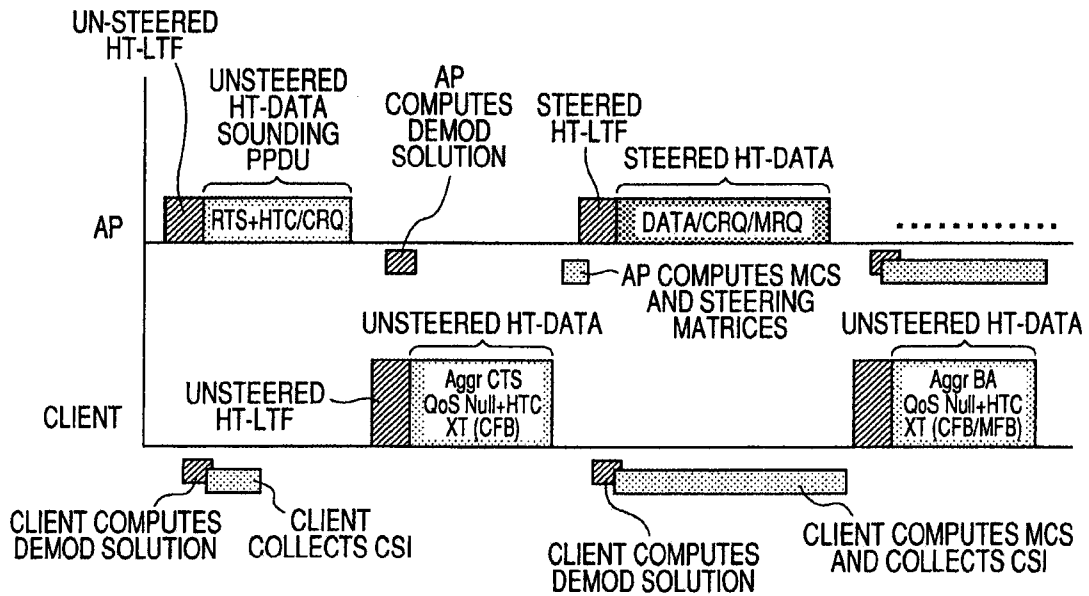 UN-STEERED
HT-LTF
UNSTEERED
HT-DATA
SOUNDING
PPDU
AP
COMPUTES
DEMOD
SOLUTION
STEERED
HT-LTF
STEERED HT-DATA
AP
RTS+HTC/CRQ
DATA/CRQ/MRQ
AP COMPUTES MCS
AND STEERING
MATRICES
UNSTEERED HT-DATA
UNSTEERED HT-DATA
CLIENT
UNSTEERED
HT-LTF
Aggr CTS
QoS Null+HTC
XT (CFB)
Aggr BA
QoS Null+HTC
XT (CFB/MFB)
CLIENT COMPUTES
DEMOD SOLUTION
CLIENT
COLLECTS CSI
CLIENT COMPUTES
DEMOD SOLUTION
CLIENT COMPUTES MCS
AND COLLECTS CSI